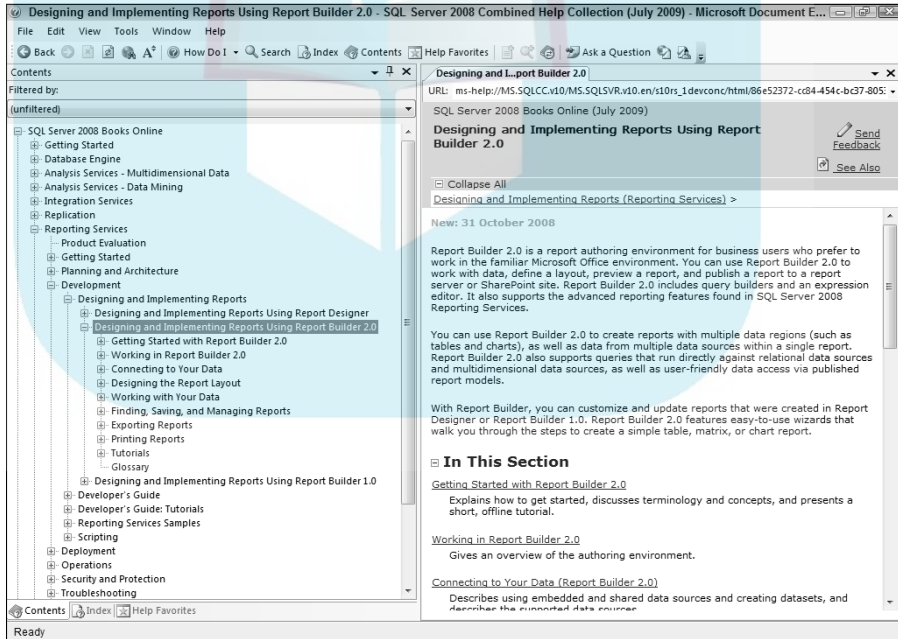 Designing and Implementing Reports Using Report Builder 2.0 - SQL Server 2008 Combined Help Collection (July 2009) - Microsoft Document E...
File Edit View Tools Window Help
Back How Do I Search Index Contents Help Favorites Ask a Question
Contents
Filtered by:
(unfiltered)
SQL Server 2008 Books Online
Getting Started
Database Engine
Analysis Services - Multidimensional Data
Analysis Services - Data Mining
Integration Services
Replication
Reporting Services
Product Evaluation
Getting Started
Planning and Architecture
Development
Designing and Implementing Reports
Designing and Implementing Reports Using Report Designer
Designing and Implementing Reports Using Report Builder 2.0
Getting Started with Report Builder 2.0
Working in Report Builder 2.0
Connecting to Your Data
Designing the Report Layout
Working with Your Data
Finding, Saving, and Managing Reports
Exporting Reports
Printing Reports
Tutorials
Glossary
Designing and Implementing Reports Using Report Builder 1.0
Developer's Guide
Developer's Guide: Tutorials
Reporting Services Samples
Scripting
Deployment
Operations
Security and Protection
Troubleshooting
Contents Index Help Favorites
Designing and I...port Builder 2.0
URL: ms-help://MS.SQLCC.v10/MS.SQLSVR.v10.en/s10rs_1devconc/html/86e52372-cc84-454c-bc37-805
SQL Server 2008 Books Online (July 2009)
Designing and Implementing Reports Using Report
Builder 2.0
Send
Feedback
See Also
Collapse All
Designing and Implementing Reports (Reporting Services) >
New: 31 October 2008
Report Builder 2.0 is a report authoring environment for business users who prefer to
work in the familiar Microsoft Office environment. You can use Report Builder 2.0 to
work with data, define a layout, preview a report, and publish a report to a report
server or SharePoint site. Report Builder 2.0 includes query builders and an expression
editor. It also supports the advanced reporting features found in SQL Server 2008
Reporting Services.
You can use Report Builder 2.0 to create reports with multiple data regions (such as
tables and charts), as well as data from multiple data sources within a single report.
Report Builder 2.0 also supports queries that run directly against relational data sources
and multidimensional data sources, as well as user-friendly data access via published
report models.
With Report Builder, you can customize and update reports that were created in Report
Designer or Report Builder 1.0. Report Builder 2.0 features easy-to-use wizards that
walk you through the steps to create a simple table, matrix, or chart report.
In This Section
Getting Started with Report Builder 2.0
Explains how to get started, discusses terminology and concepts, and presents a
short, offline tutorial.
Working in Report Builder 2.0
Gives an overview of the authoring environment.
Connecting to Your Data (Report Builder 2.0)
Describes using embedded and shared data sources and creating datasets, and
describes the supported data sources.
Ready